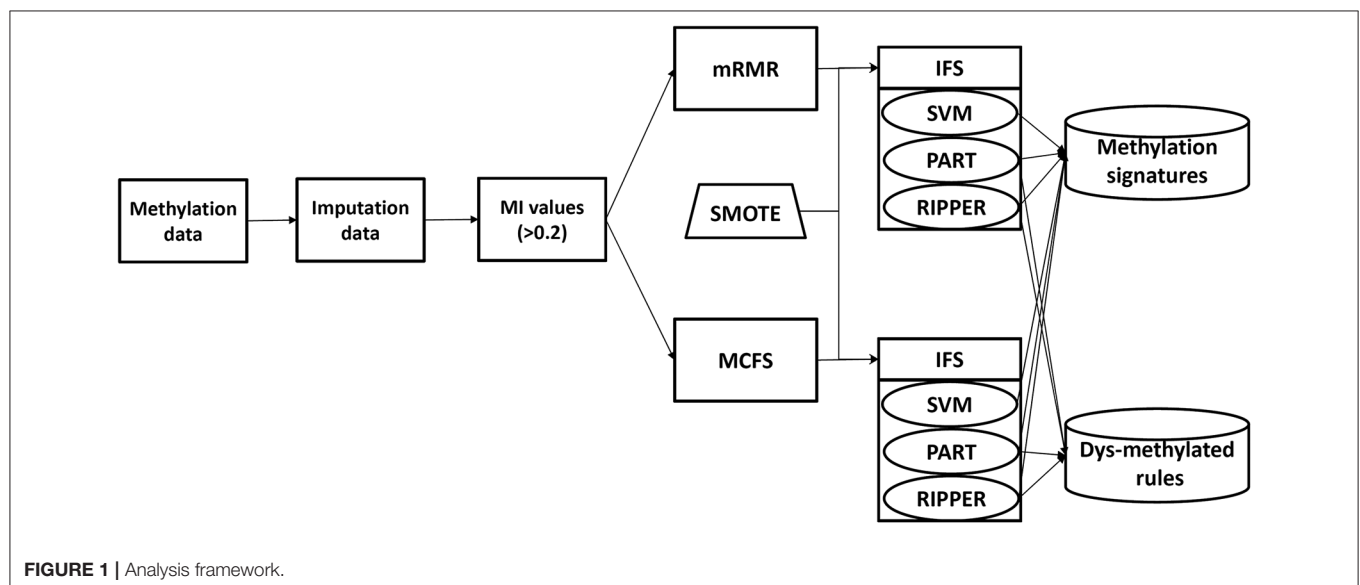 Methylation
data
Imputation
data
MI values
(>0.2)
mRMR
SMOTE
MCFS
IFS
SVM
PART
RIPPER
IFS
SVM
PART
RIPPER
Methylation
signatures
Dys-methylated
rules
FIGURE 1 | Analysis framework.